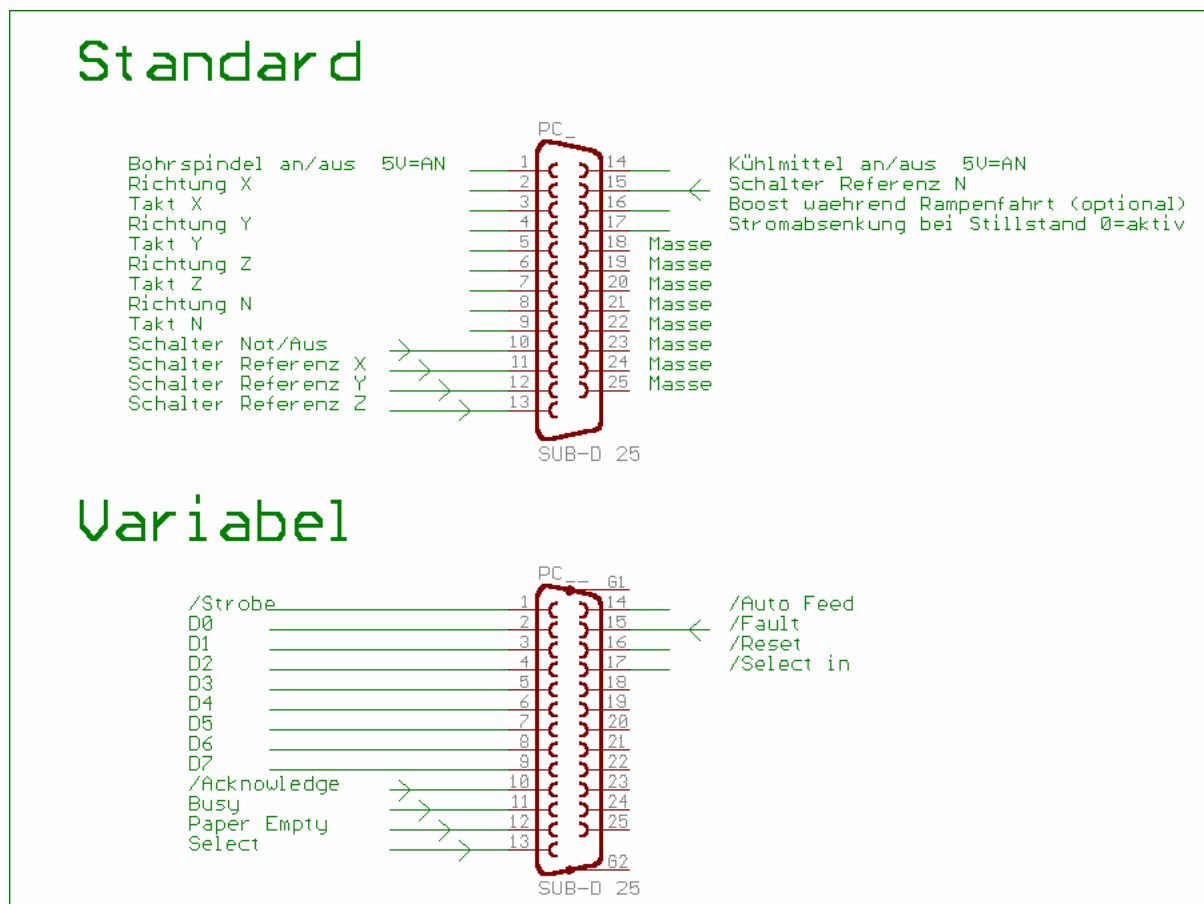 Standard
PC_
Bohrspindel an/aus 5V=AN 1 14 Kühlmittel an/aus 5V=AN
Richtung X 2 15 Schalter Referenz N
Takt X 3 16 Boost waehrend Rampenfahrt (optional)
Richtung Y 4 17 Stromabsenkung bei Stillstand 0=aktiv
Takt Y 5 18 Masse
Richtung Z 6 19 Masse
Takt Z 7 20 Masse
Richtung N 8 21 Masse
Takt N 9 22 Masse
Schalter Not/Aus 10 23 Masse
Schalter Referenz X 11 24 Masse
Schalter Referenz Y 12 25 Masse
Schalter Referenz Z 13
SUB-D 25
Variabel
PC__ G1
/Strobe 1 14 /Auto Feed
D0 2 15 /Fault
D1 3 16 /Reset
D2 4 17 /Select in
D3 5 18
D4 6 19
D5 7 20
D6 8 21
D7 9 22
/Acknowledge 10 23
Busy 11 24
Paper Empty 12 25
Select 13
G2
SUB-D 25